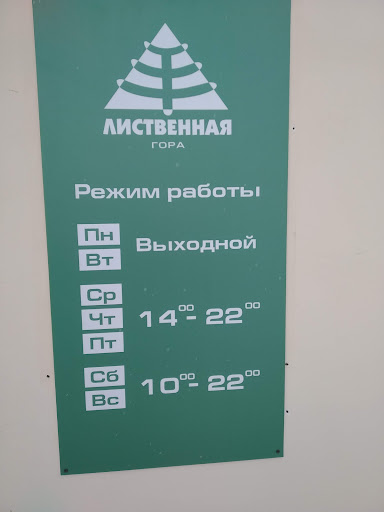 ЛИСТВЕННАЯ
ГОРА
Режим работы
Пн
Выходной
Вт
Ср
Чт 14⁰⁰- 22⁰⁰
Пт
Сб
10⁰⁰- 22⁰⁰
Вс